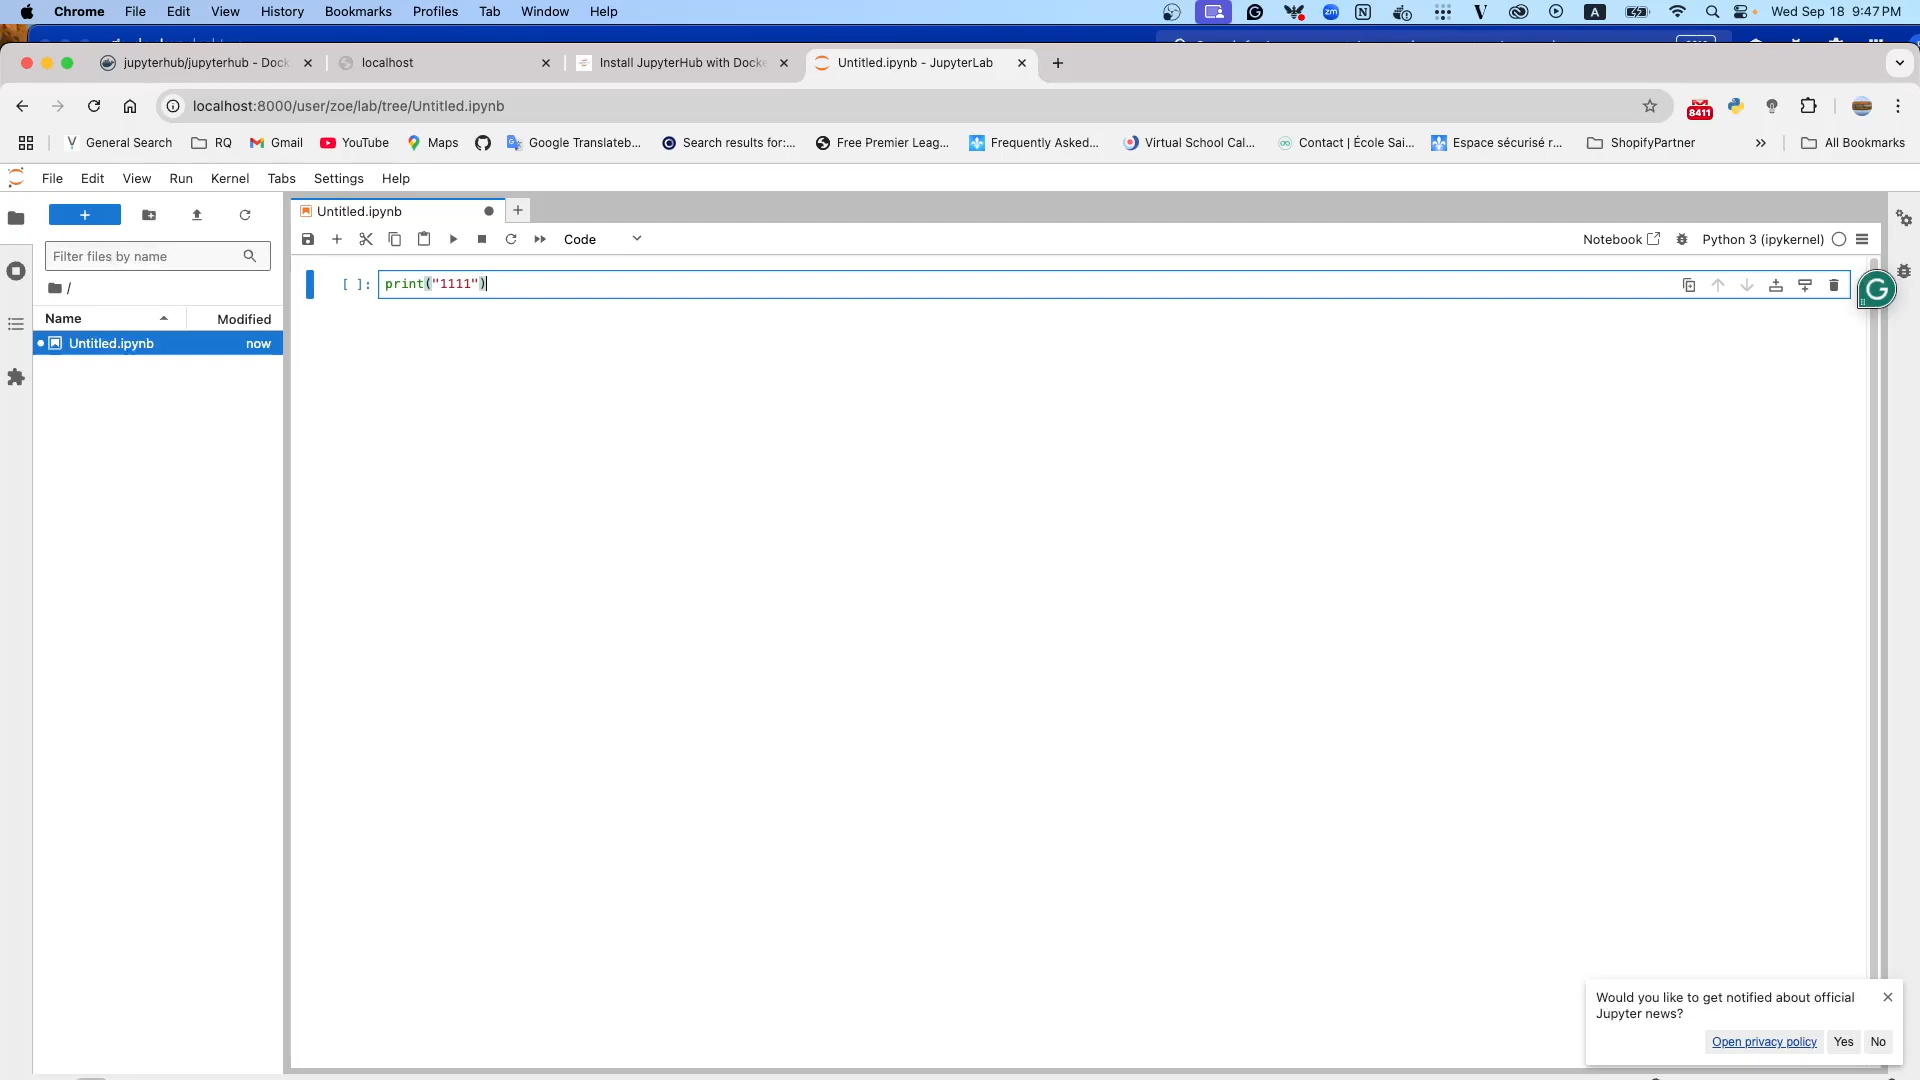 Chrome File Edit View History Bookmarks Profiles Tab Window Help
zm N V A Wed Sep 18 9:47 PM
jupyterhub/jupyterhub - Dock
localhost
Install JupyterHub with Docke
Untitled.ipynb - JupyterLab
localhost:8000/user/zoe/lab/tree/Untitled.ipynb
8411
General Search RQ Gmail YouTube Maps Google Translateb... Search results for:... Free Premier Leag... Frequently Asked... Virtual School Cal... Contact | École Sai... Espace sécurisé r... ShopifyPartner All Bookmarks
File Edit View Run Kernel Tabs Settings Help
Untitled.ipynb
Code
Notebook Python 3 (ipykernel)
Filter files by name
/
Name Modified
Untitled.ipynb now
[ ]: print("1111")
Would you like to get notified about official
Jupyter news?
Open privacy policy Yes No